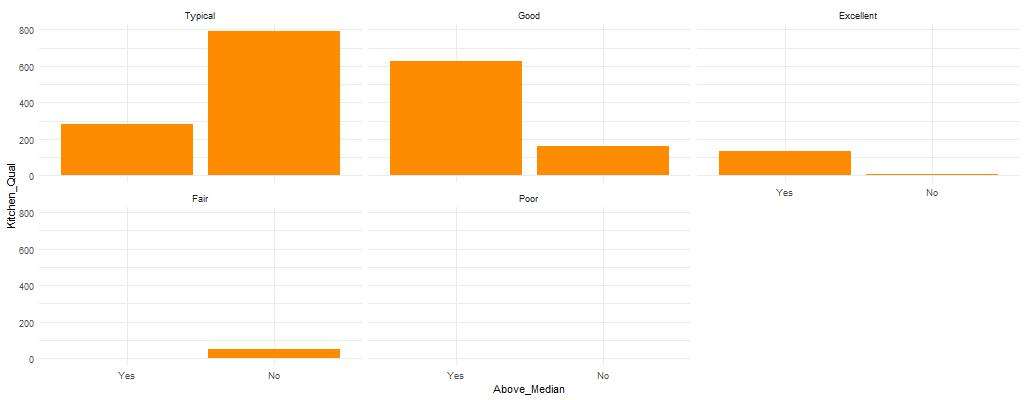 Typical Good Excellent
800
600
400
200
0
Yes No
Kitchen_Qual
Fair Poor
800
600
400
200
0
Yes No Yes No
Above_Median